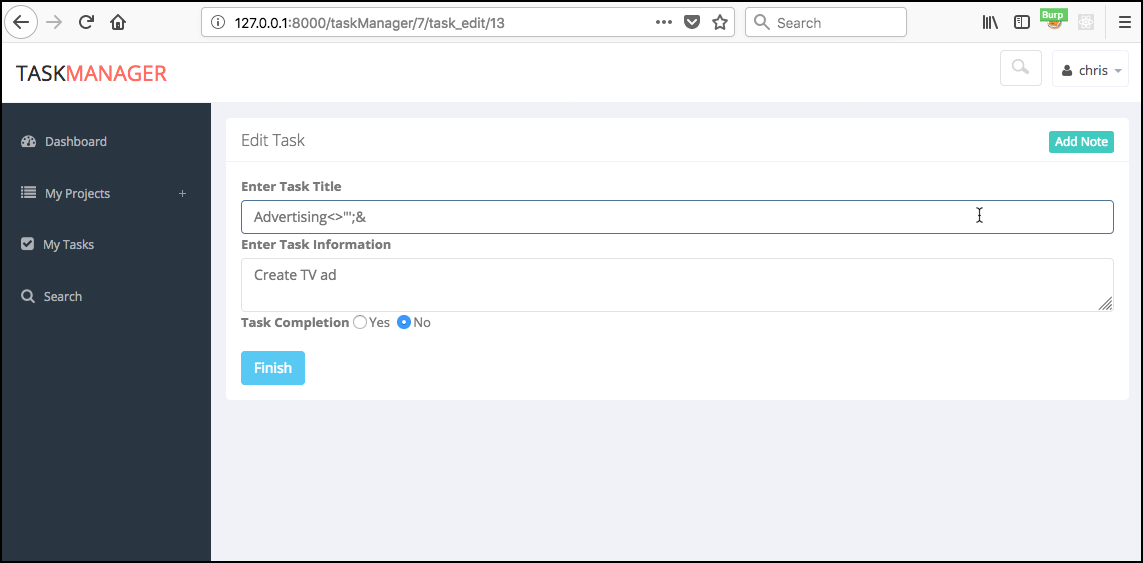 127.0.0.1:8000/taskManager/7/task_edit/13
Search
Burp
TASKMANAGER
chris
Dashboard
My Projects +
My Tasks
Search
Edit Task
Add Note
Enter Task Title
Advertising<>"';&
Enter Task Information
Create TV ad
Task Completion Yes No
Finish